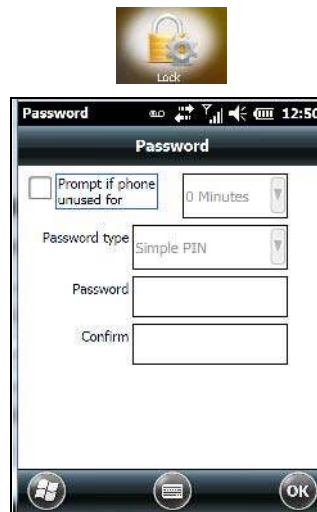 Lock
Password 12:50
Password
Prompt if phone
unused for
0 Minutes
Password type
Simple PIN
Password
Confirm
OK